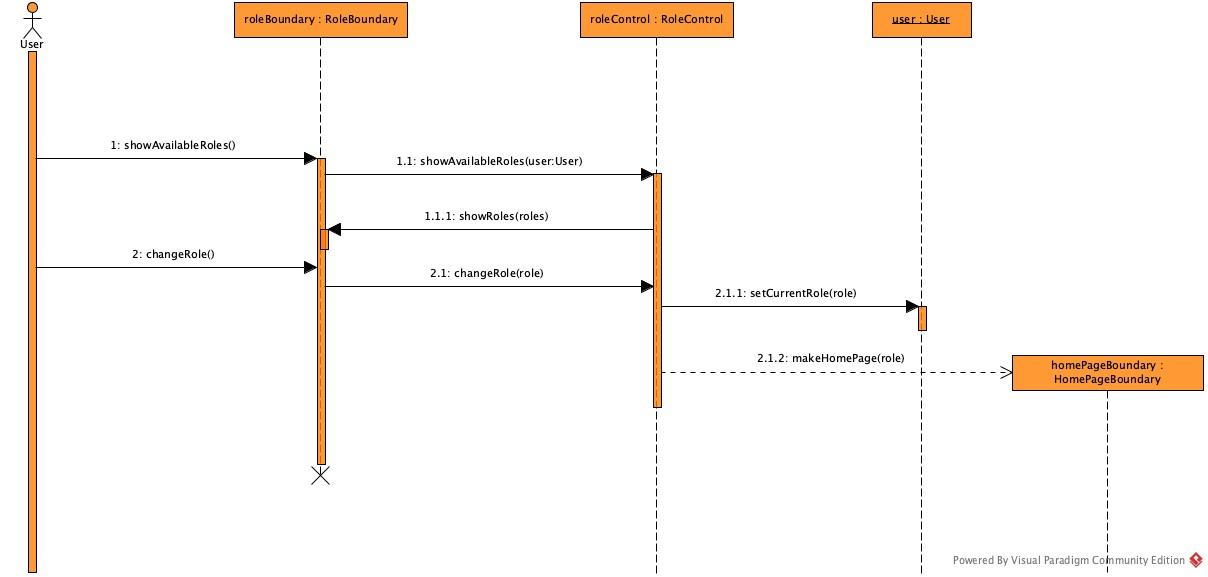 User
roleBoundary : RoleBoundary
roleControl : RoleControl
user : User
1: showAvailableRoles()
1.1: showAvailableRoles(user:User)
1.1.1: showRoles(roles)
2: changeRole()
2.1: changeRole(role)
2.1.1: setCurrentRole(role)
2.1.2: makeHomePage(role)
homePageBoundary :
HomePageBoundary
Powered By Visual Paradigm Community Edition